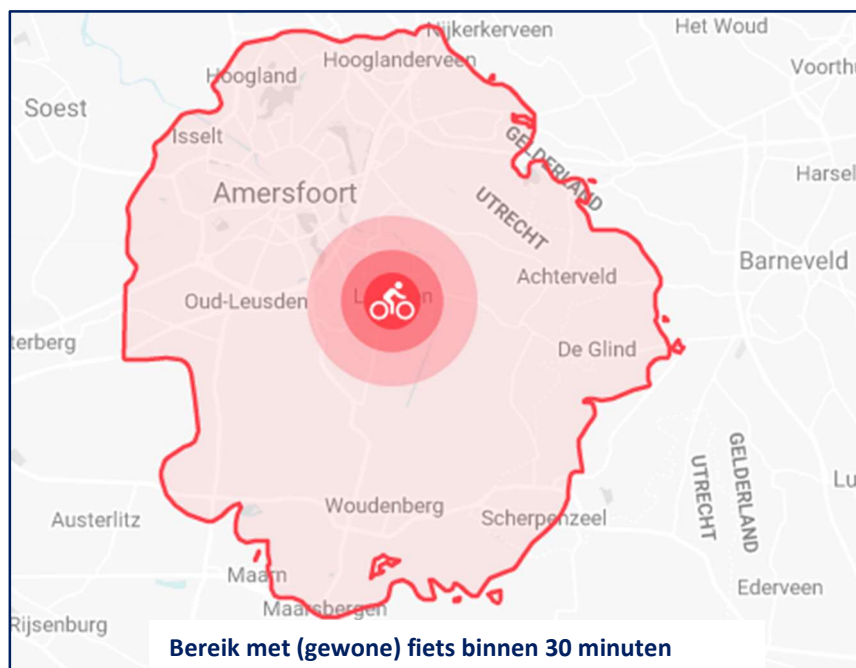 Nijkerkerveen
Het Woud
Hooglanderveen
Voorthu
Hoogland
Soest
Isselt
GELDERLAND
Harsel
Amersfoort
UTRECHT
Barneveld
Achterveld
Oud-Leusden
terberg
De Glind
GELDERLAND
UTRECHT
Lu
Woudenberg
Austerlitz
Scherpenzeel
Maarn
Ederveen
Maarsbergen
Rijsenburg
Bereik met (gewone) fiets binnen 30 minuten